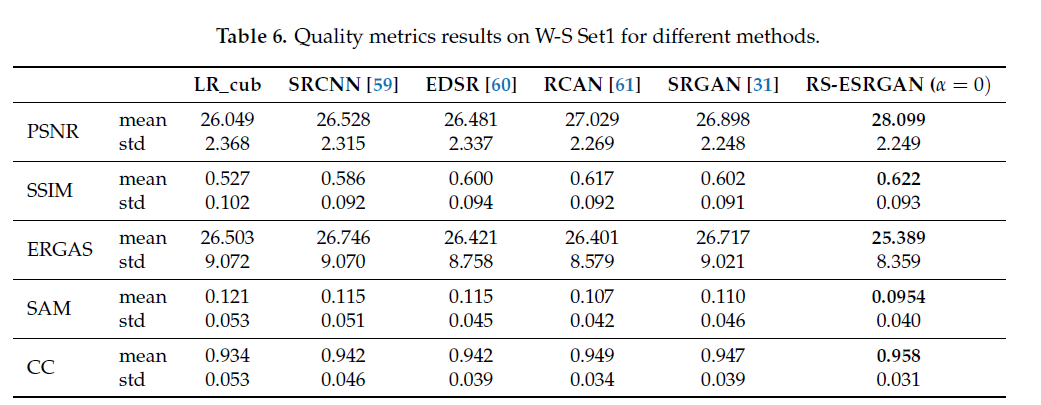 Table 6. Quality metrics results on W-S Set1 for different methods.
LR_cub SRCNN [59] EDSR [60] RCAN [61] SRGAN [31] RS-ESRGAN (α = 0)
PSNR mean 26.049 26.528 26.481 27.029 26.898 28.099
std 2.368 2.315 2.337 2.269 2.248 2.249
SSIM mean 0.527 0.586 0.600 0.617 0.602 0.622
std 0.102 0.092 0.094 0.092 0.091 0.093
ERGAS mean 26.503 26.746 26.421 26.401 26.717 25.389
std 9.072 9.070 8.758 8.579 9.021 8.359
SAM mean 0.121 0.115 0.115 0.107 0.110 0.0954
std 0.053 0.051 0.045 0.042 0.046 0.040
CC mean 0.934 0.942 0.942 0.949 0.947 0.958
std 0.053 0.046 0.039 0.034 0.039 0.031